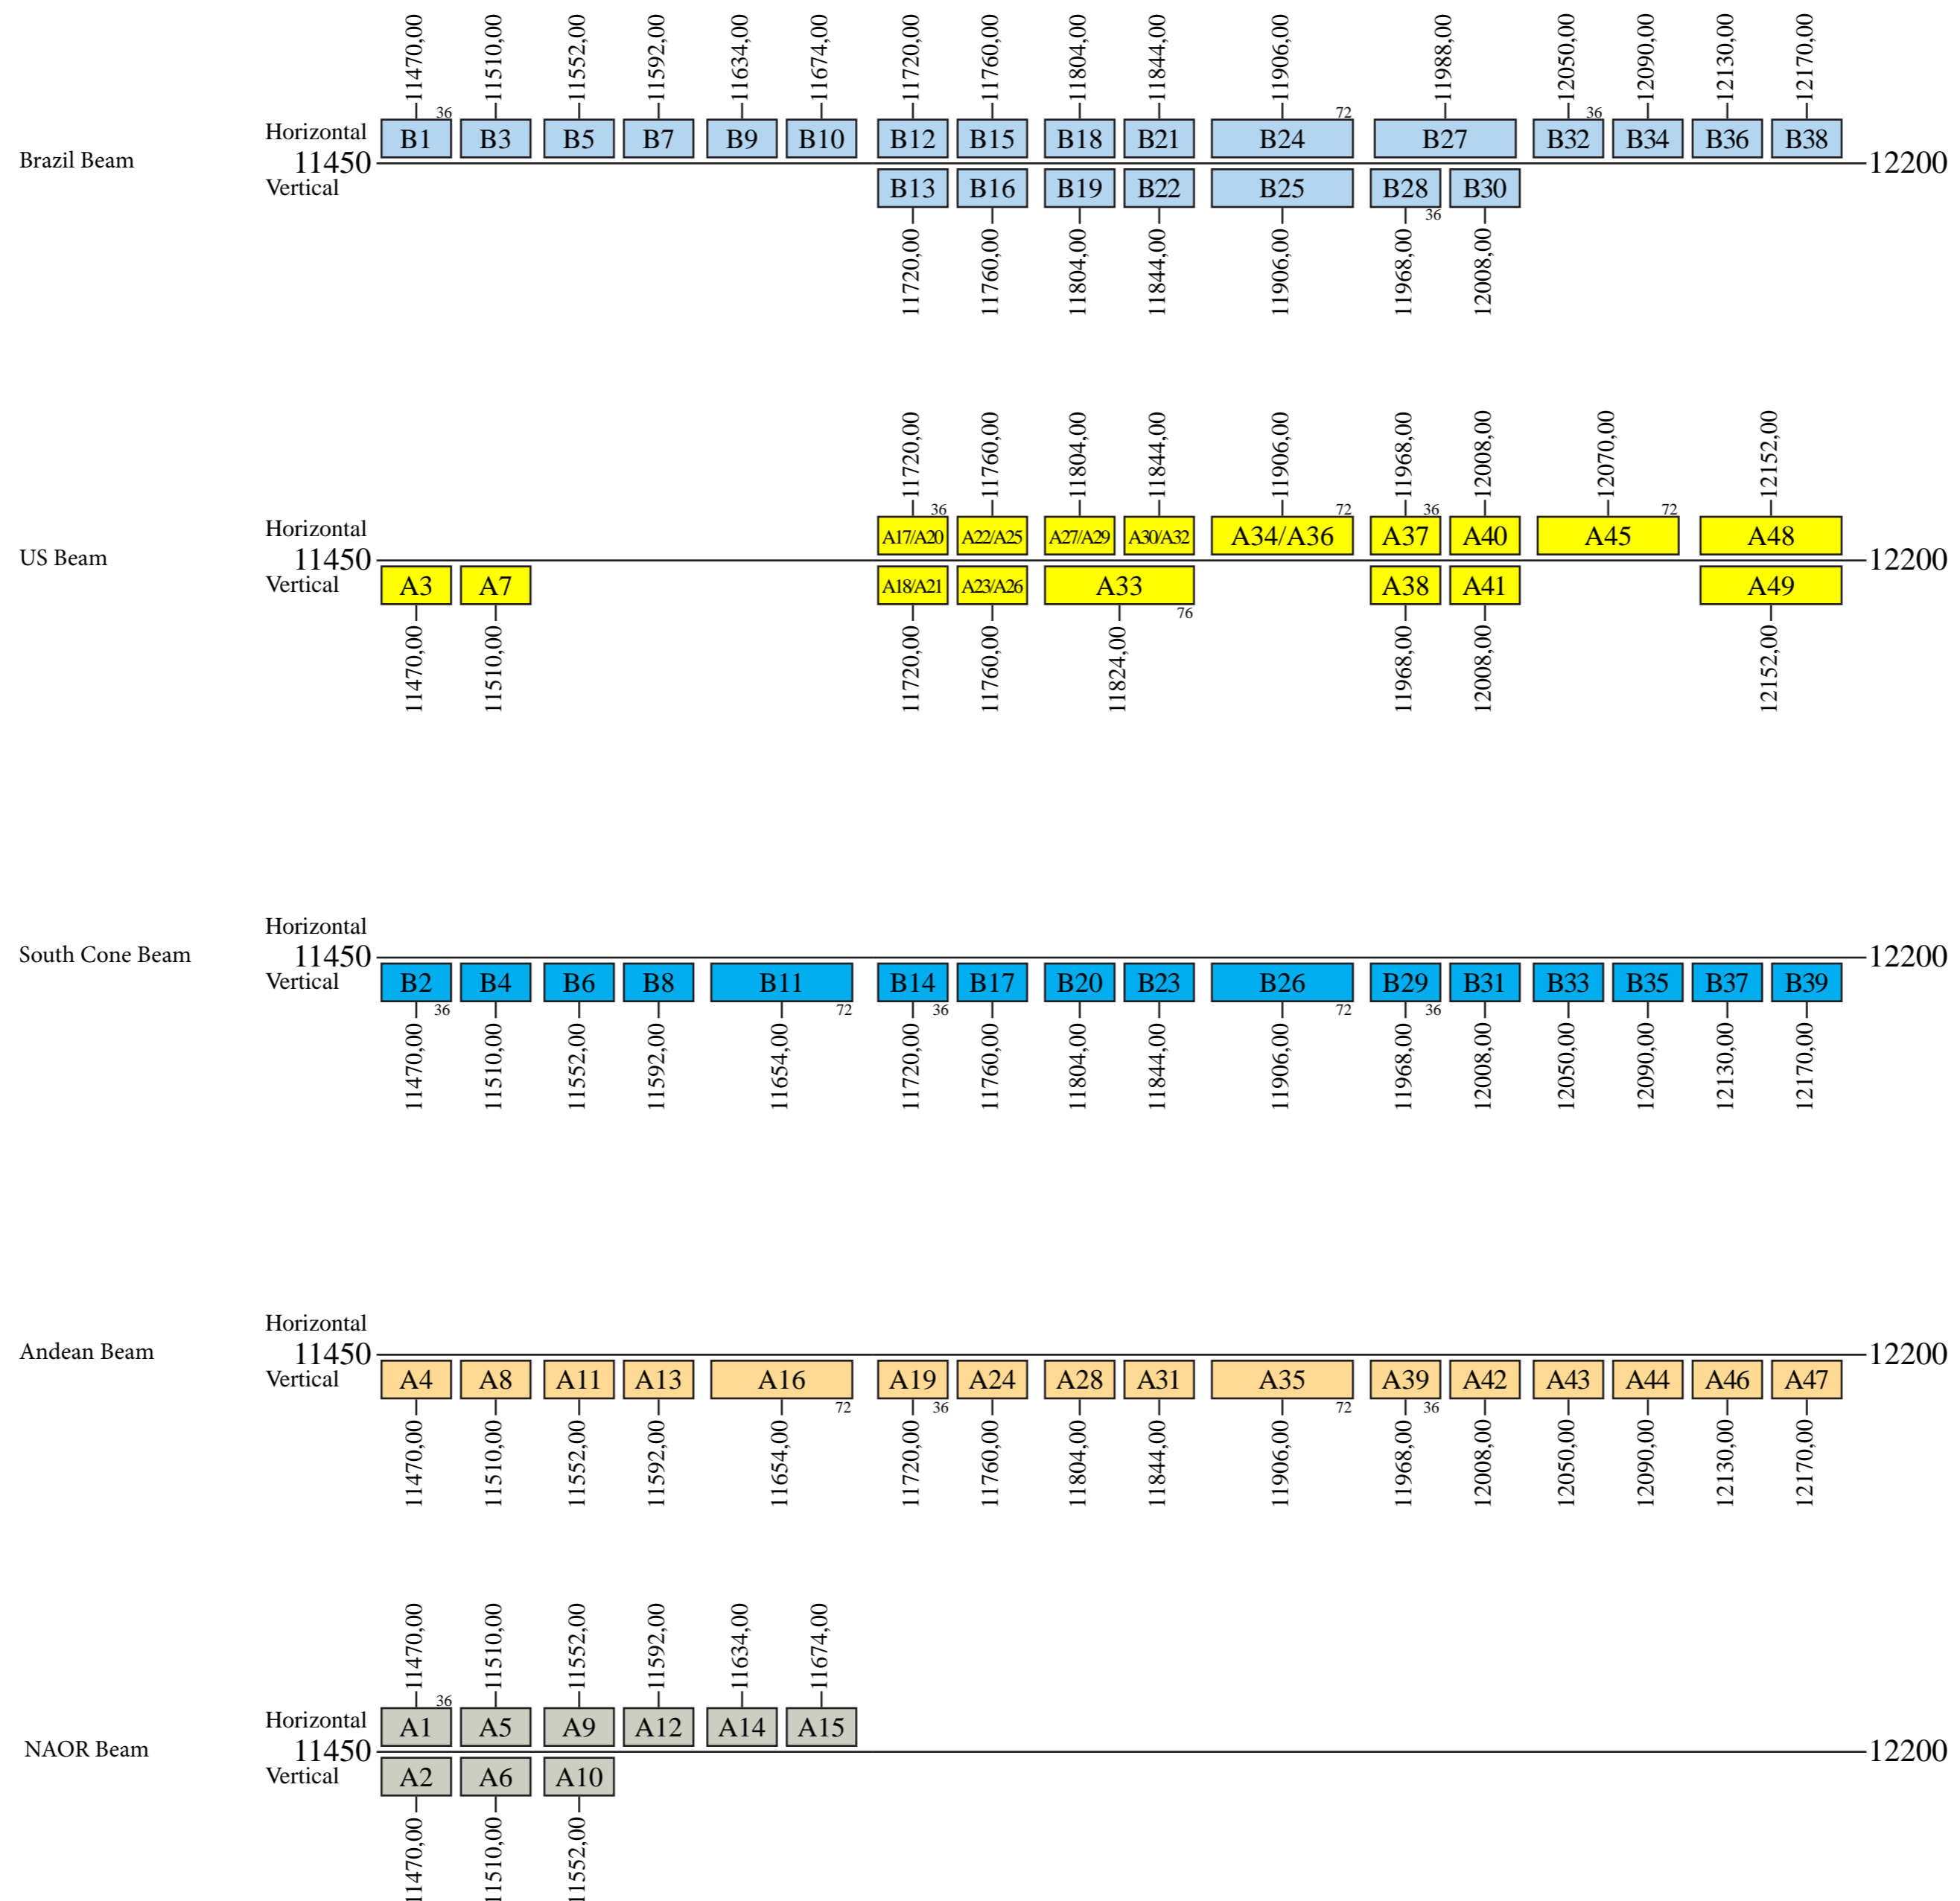 11470,00 11510,00 11552,00 11592,00 11634,00 11674,00 11720,00 11760,00 11804,00 11844,00 11906,00 11988,00 12050,00 12090,00 12130,00 12170,00
36 72 36
Horizontal B1 B3 B5 B7 B9 B10 B12 B15 B18 B21 B24 B27 B32 B34 B36 B38
Brazil Beam 11450 12200
Vertical B13 B16 B19 B22 B25 B28 B30
36
11720,00 11760,00 11804,00 11844,00 11906,00 11968,00 12008,00
11720,00 11760,00 11804,00 11844,00 11906,00 11968,00 12008,00 12070,00 12152,00
36 72 36 72
Horizontal A17/A20 A22/A25 A27/A29 A30/A32 A34/A36 A37 A40 A45 A48
US Beam 11450 12200
Vertical A3 A7 A18/A21 A23/A26 A33 A38 A41 A49
76
11470,00 11510,00 11720,00 11760,00 11824,00 11968,00 12008,00 12152,00
Horizontal
South Cone Beam 11450 12200
Vertical B2 B4 B6 B8 B11 B14 B17 B20 B23 B26 B29 B31 B33 B35 B37 B39
36 72 36 72 36
11470,00 11510,00 11552,00 11592,00 11654,00 11720,00 11760,00 11804,00 11844,00 11906,00 11968,00 12008,00 12050,00 12090,00 12130,00 12170,00
Horizontal
Andean Beam 11450 12200
Vertical A4 A8 A11 A13 A16 A19 A24 A28 A31 A35 A39 A42 A43 A44 A46 A47
72 36 72 36
11470,00 11510,00 11552,00 11592,00 11654,00 11720,00 11760,00 11804,00 11844,00 11906,00 11968,00 12008,00 12050,00 12090,00 12130,00 12170,00
11470,00 11510,00 11552,00 11592,00 11634,00 11674,00
36
Horizontal A1 A5 A9 A12 A14 A15
NAOR Beam 11450 12200
Vertical A2 A6 A10
11470,00 11510,00 11552,00